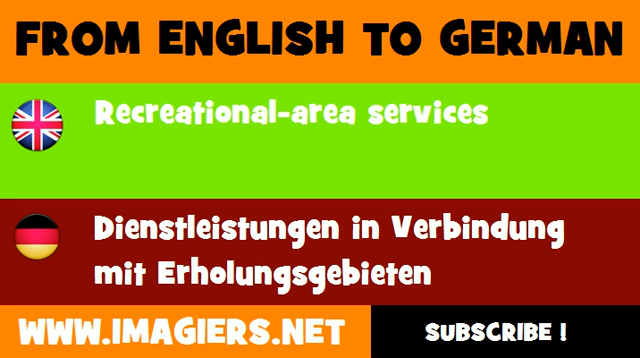 FROM ENGLISH TO GERMAN
Recreational-area services
Dienstleistungen in Verbindung
mit Erholungsgebieten
WWW.IMAGIERS.NET
SUBSCRIBE !